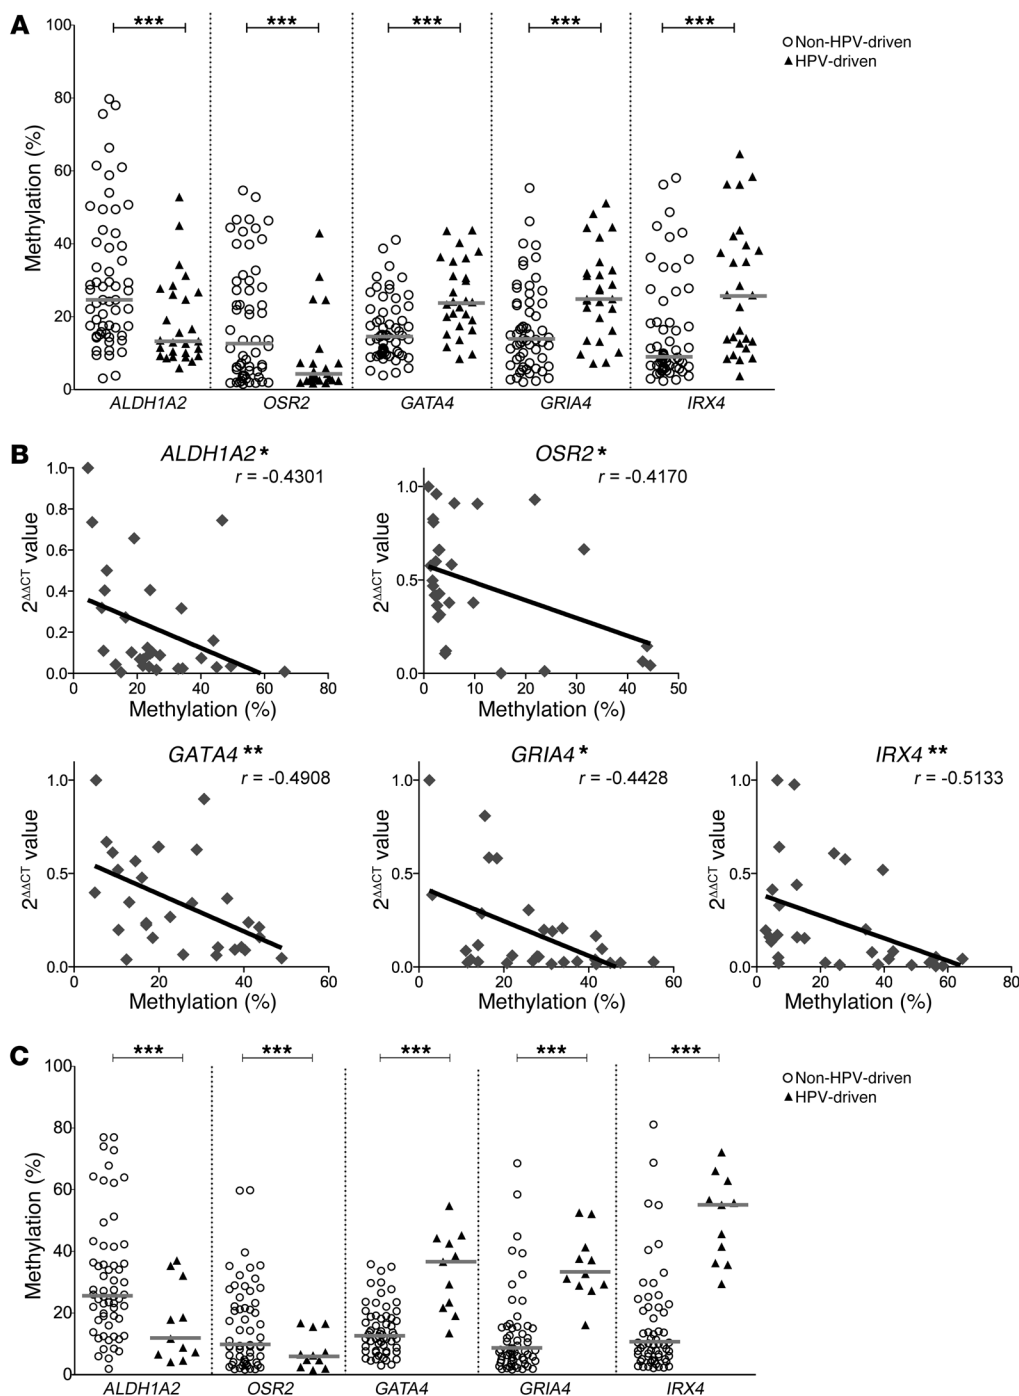 A
*** *** *** *** ***
Non-HPV-driven
HPV-driven
Methylation (%)
100
80
60
40
20
0
ALDH1A2 OSR2 GATA4 GRIA4 IRX4
B
ALDH1A2 *
r = -0.4301
2ΔΔCT value
1.0
0.8
0.6
0.4
0.2
0.0
0 20 40 60 80
Methylation (%)
OSR2 *
r = -0.4170
2ΔΔCT value
1.0
0.5
0.0
0 10 20 30 40 50
Methylation (%)
GATA4 **
r = -0.4908
2ΔΔCT value
1.0
0.5
0.0
0 20 40 60
Methylation (%)
GRIA4 *
r = -0.4428
2ΔΔCT value
1.0
0.5
0.0
0 20 40 60
Methylation (%)
IRX4 **
r = -0.5133
2ΔΔCT value
1.0
0.5
0.0
0 20 40 60 80
Methylation (%)
C
*** *** *** *** ***
Non-HPV-driven
HPV-driven
Methylation (%)
100
80
60
40
20
0
ALDH1A2 OSR2 GATA4 GRIA4 IRX4